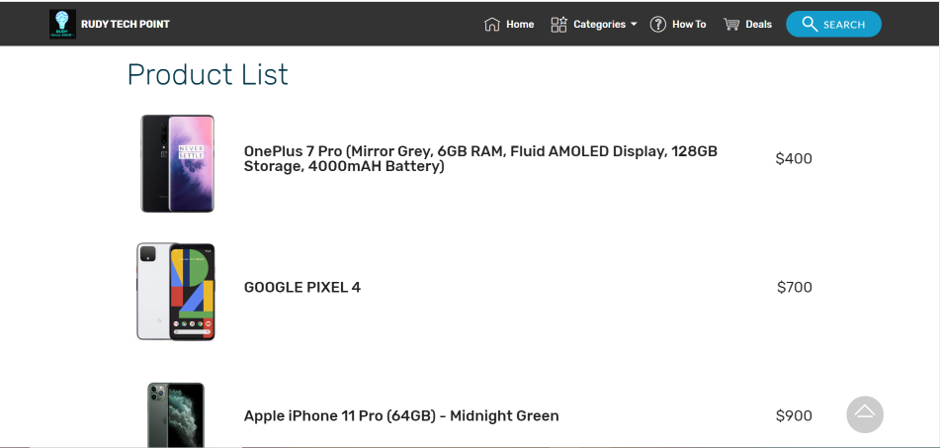 RUDY TECH POINT
Home
Categories
How To
Deals
SEARCH
Product List
NEVER
SETTLE
OnePlus 7 Pro (Mirror Grey, 6GB RAM, Fluid AMOLED Display, 128GB
Storage, 4000mAH Battery)
$400
GOOGLE PIXEL 4
$700
Apple iPhone 11 Pro (64GB) - Midnight Green
$900